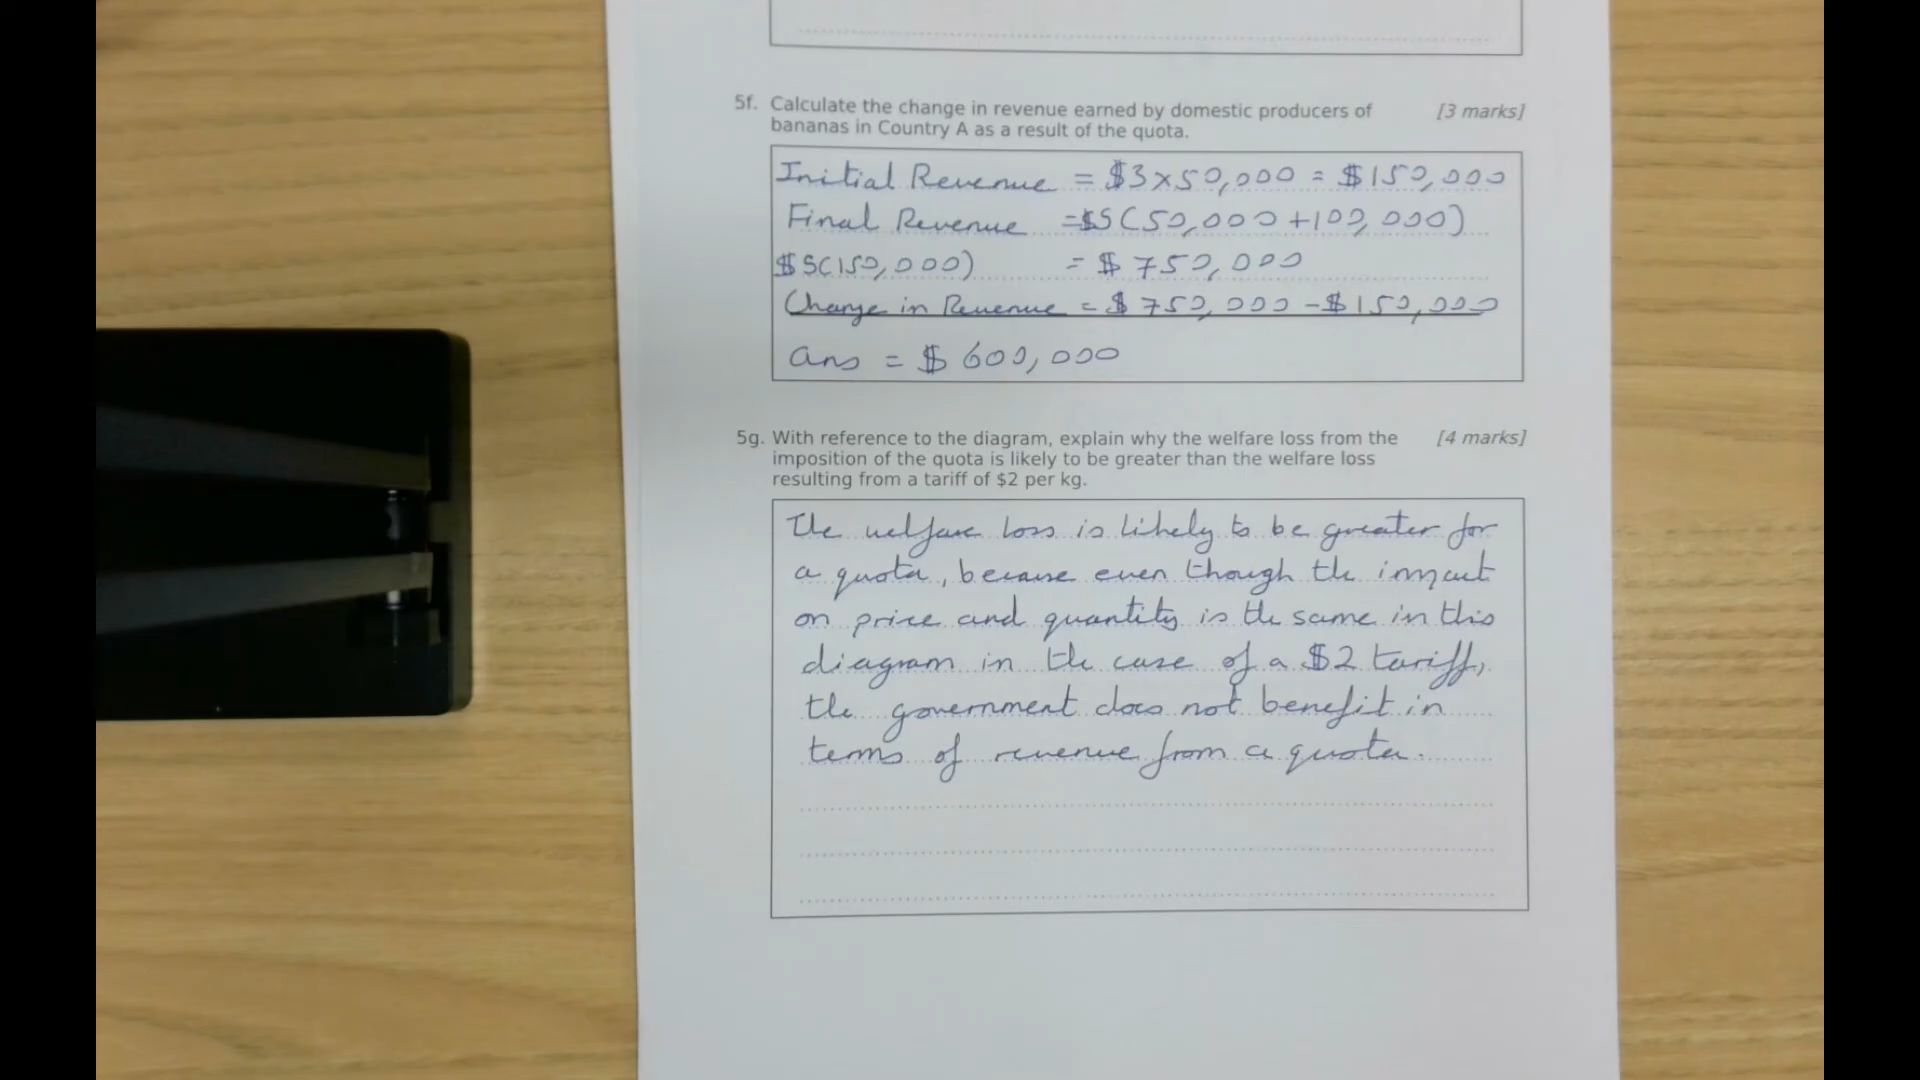 5f. Calculate the change in revenue earned by domestic producers of [3 marks]
bananas in Country A as a result of the quota.
Initial Revenue = $3 x 50,000 = $150,000
Final Revenue = $5(50,000 + 100,000)
$5(150,000) = $750,000
Change in Revenue = $750,000 - $150,000
ans = $600,000
5g. With reference to the diagram, explain why the welfare loss from the [4 marks]
imposition of the quota is likely to be greater than the welfare loss
resulting from a tariff of $2 per kg.
The welfare loss is likely to be greater for
a quota, because even though the impact
on price and quantity is the same in this
diagram in the case of a $2 tariff,
the government does not benefit in
terms of revenue from a quota.